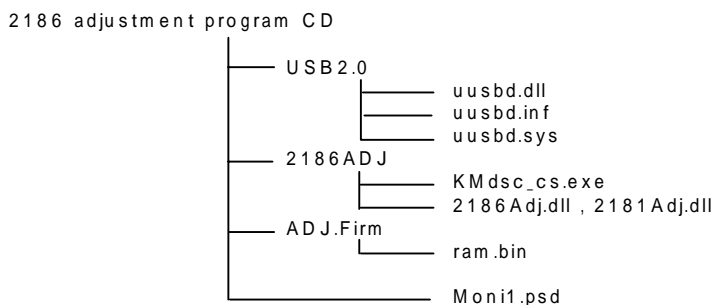 2186 adjustment program CD
USB2.0
uusbd.dll
uusbd.inf
uusbd.sys
2186ADJ
KMdsc_cs.exe
2186Adj.dll , 2181Adj.dll
ADJ.Firm
ram.bin
Moni1.psd